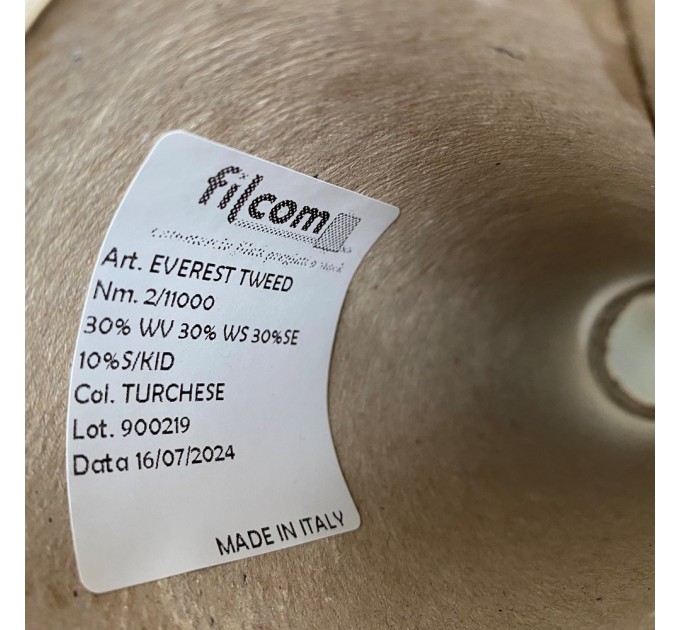 filcom
Art. EVEREST TWEED
Nm. 2/11000
30% WV 30% WS 30%SE
10%S/KID
Col. TURCHESE
Lot. 900219
Data 16/07/2024
MADE IN ITALY